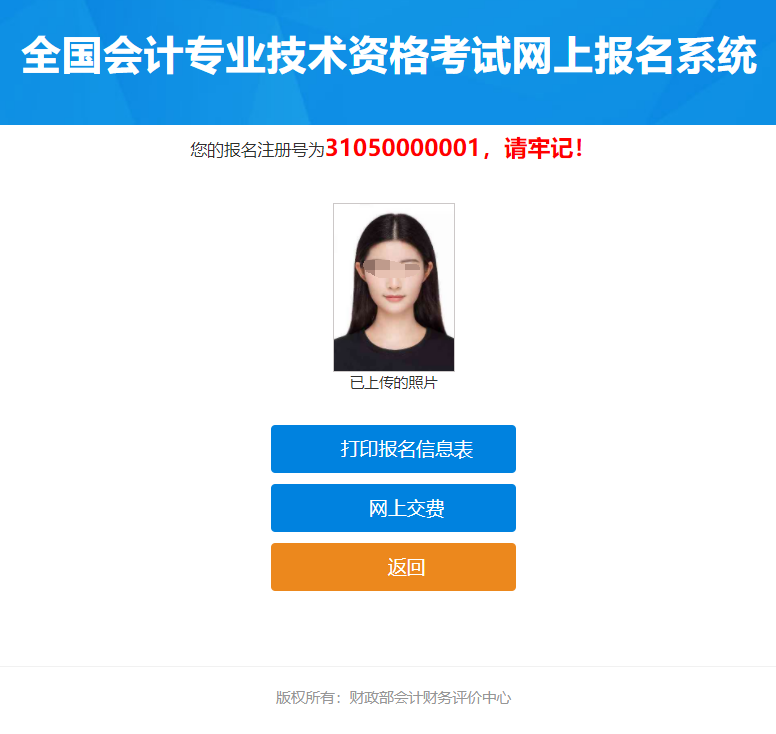 全国会计专业技术资格考试网上报名系统
您的报名注册号为31050000001，请牢记！
已上传的照片
打印报名信息表
网上交费
返回
版权所有：财政部会计财务评价中心